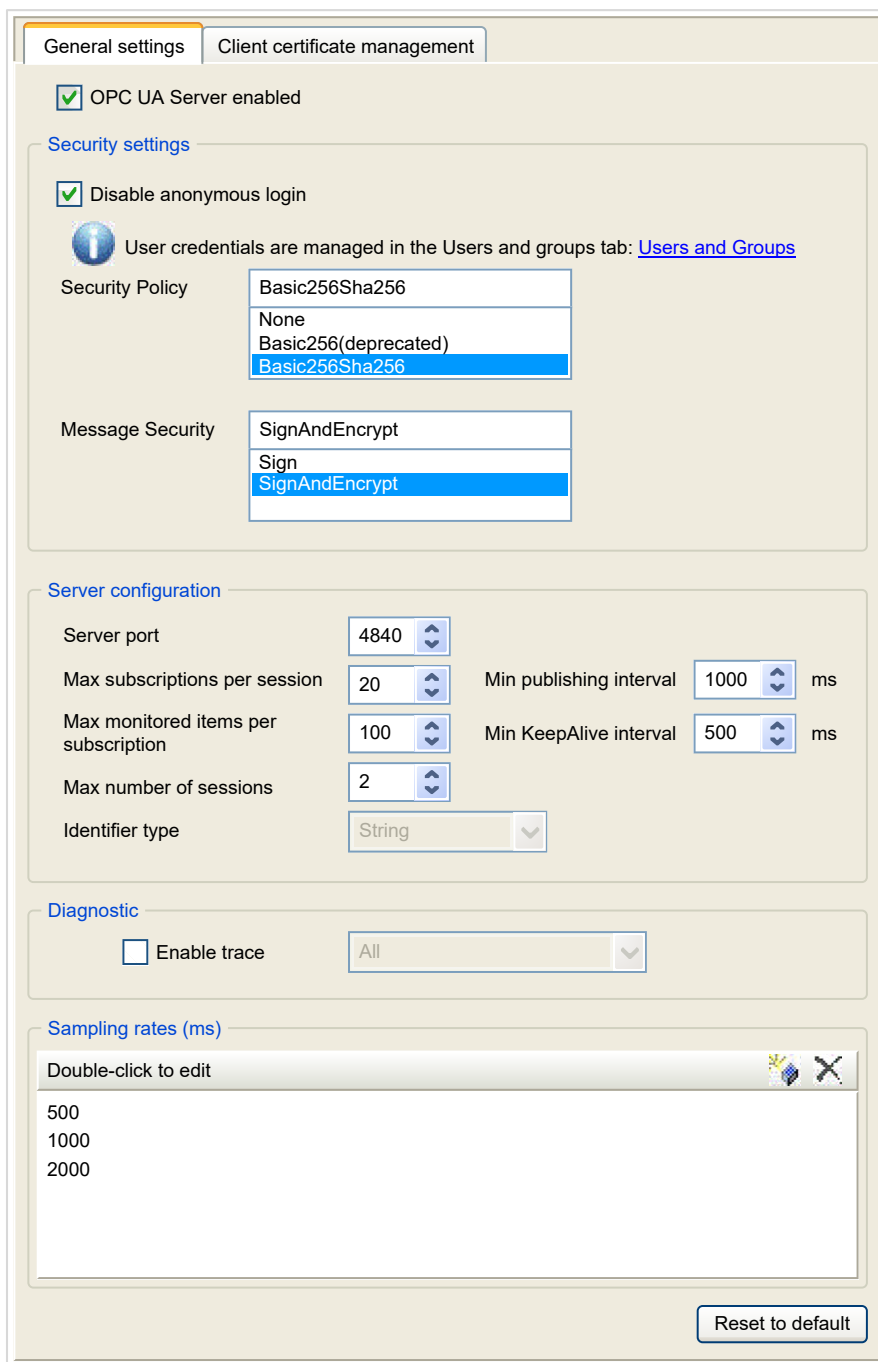 General settings
Client certificate management
OPC UA Server enabled
Security settings
Disable anonymous login
User credentials are managed in the Users and groups tab: Users and Groups
Security Policy
Basic256Sha256
None
Basic256(deprecated)
Basic256Sha256
Message Security
SignAndEncrypt
Sign
SignAndEncrypt
Server configuration
Server port
4840
Max subscriptions per session
20
Min publishing interval
1000
ms
Max monitored items per
subscription
100
Min KeepAlive interval
500
ms
Max number of sessions
2
Identifier type
String
Diagnostic
Enable trace
All
Sampling rates (ms)
Double-click to edit
500
1000
2000
Reset to default